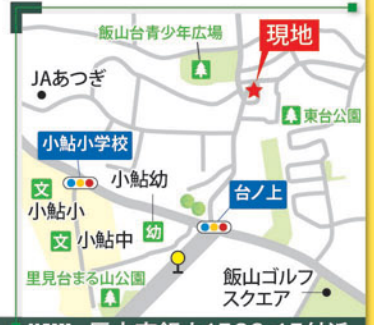 飯山台青少年広場
現地
JAあつぎ
東台公園
小鮎小学校
小鮎幼
台ノ上
文
小鮎小
文 小鮎中
幼
里見台まる山公園
飯山ゴルフ
スクエア